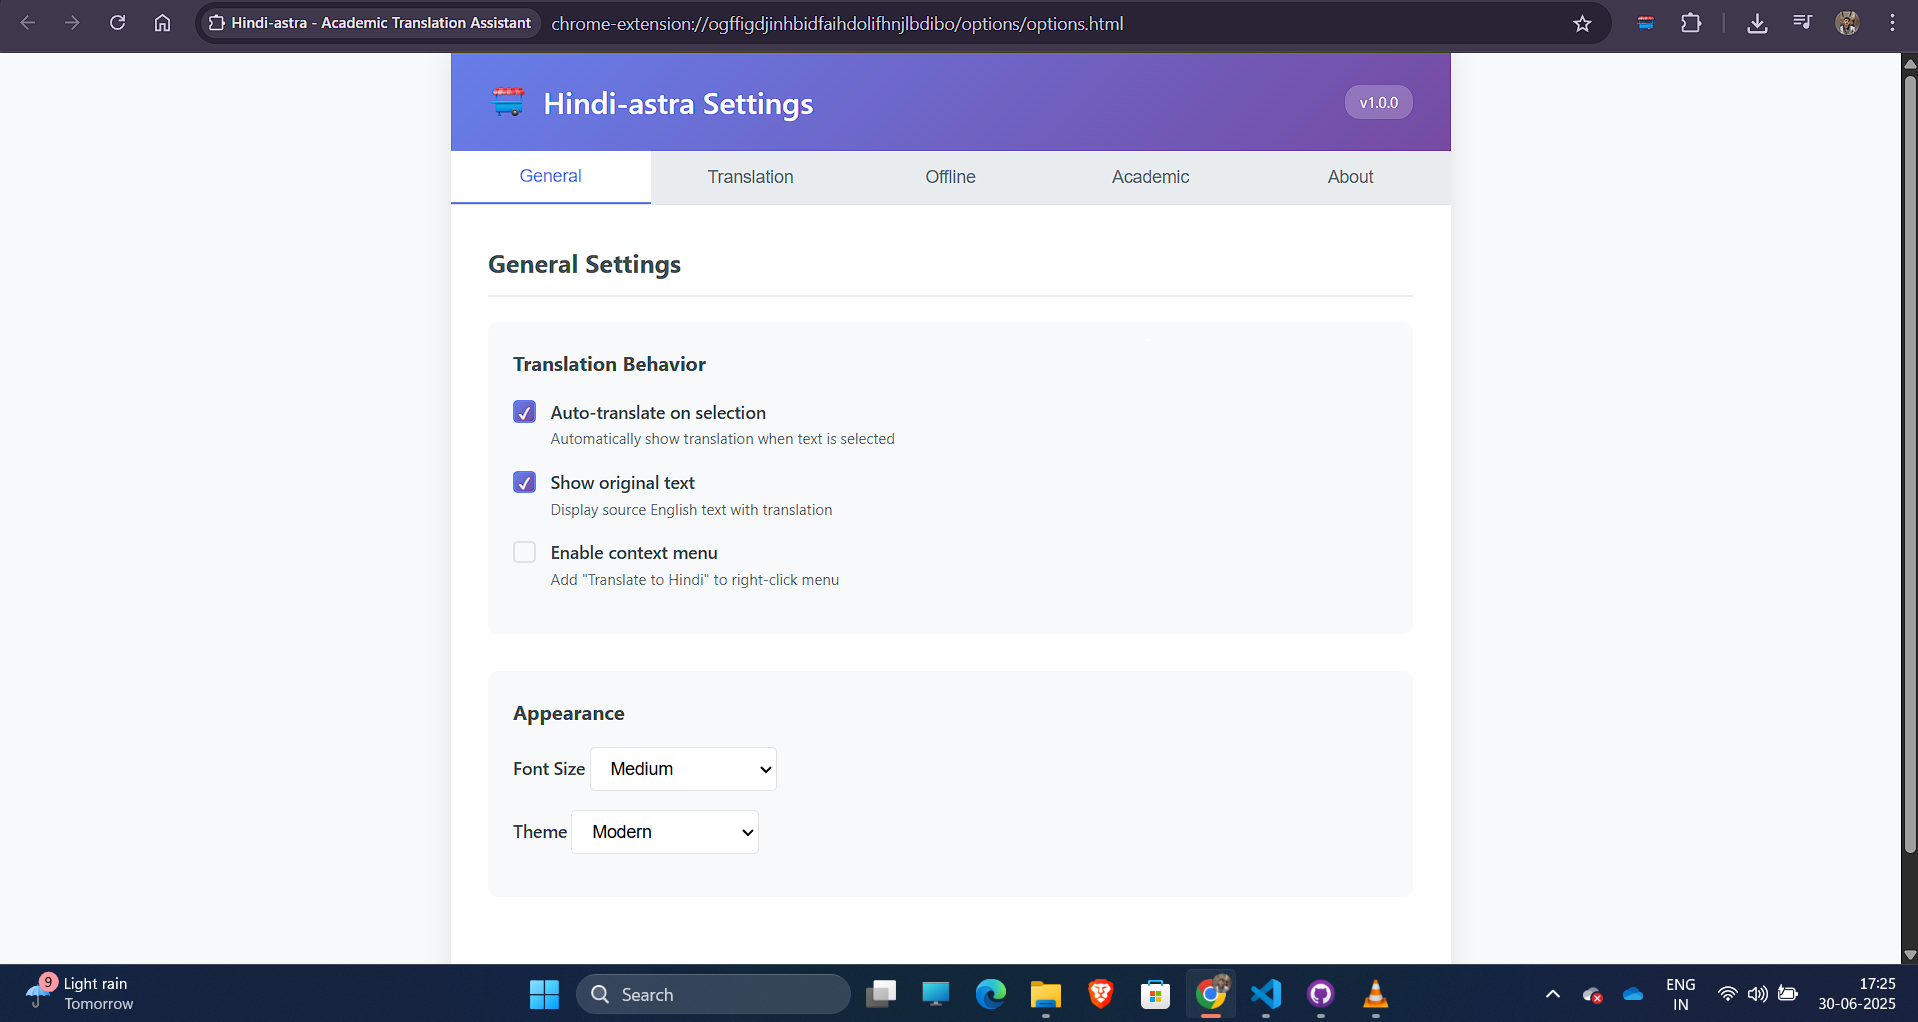 Hindi-astra - Academic Translation Assistant
chrome-extension://ogffigdjinhbidfaihdolifhnjlbdibo/options/options.html
Hindi-astra Settings
v1.0.0
General
Translation
Offline
Academic
About
General Settings
Translation Behavior
Auto-translate on selection
Automatically show translation when text is selected
Show original text
Display source English text with translation
Enable context menu
Add "Translate to Hindi" to right-click menu
Appearance
Font Size
Medium
Theme
Modern
9
Light rain
Tomorrow
Search
ENG
IN
17:25
30-06-2025